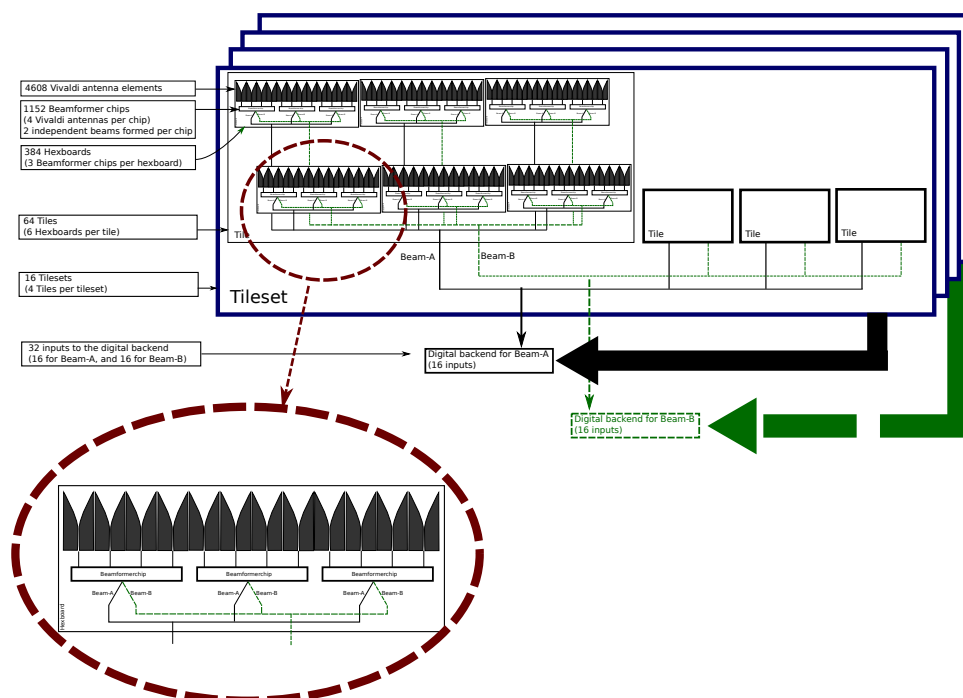 4608 Vivaldi antenna elements
1152 Beamformer chips
(4 Vivaldi antennas per chip)
2 independent beams formed per chip
384 Hexboards
(3 Beamformer chips per hexboard)
64 Tiles
(6 Hexboards per tile)
16 Tilesets
(4 Tiles per tileset)
Tile
Beam-A
Beam-B
Tile
Tile
Tile
Tileset
32 inputs to the digital backend
(16 for Beam-A, and 16 for Beam-B)
Digital backend for Beam-A
(16 inputs)
Digital backend for Beam-B
(16 inputs)
Beamformerchip
Beamformerchip
Beamformerchip
Beam-A
Beam-B
Beam-A
Beam-B
Beam-A
Beam-B
Hexboard